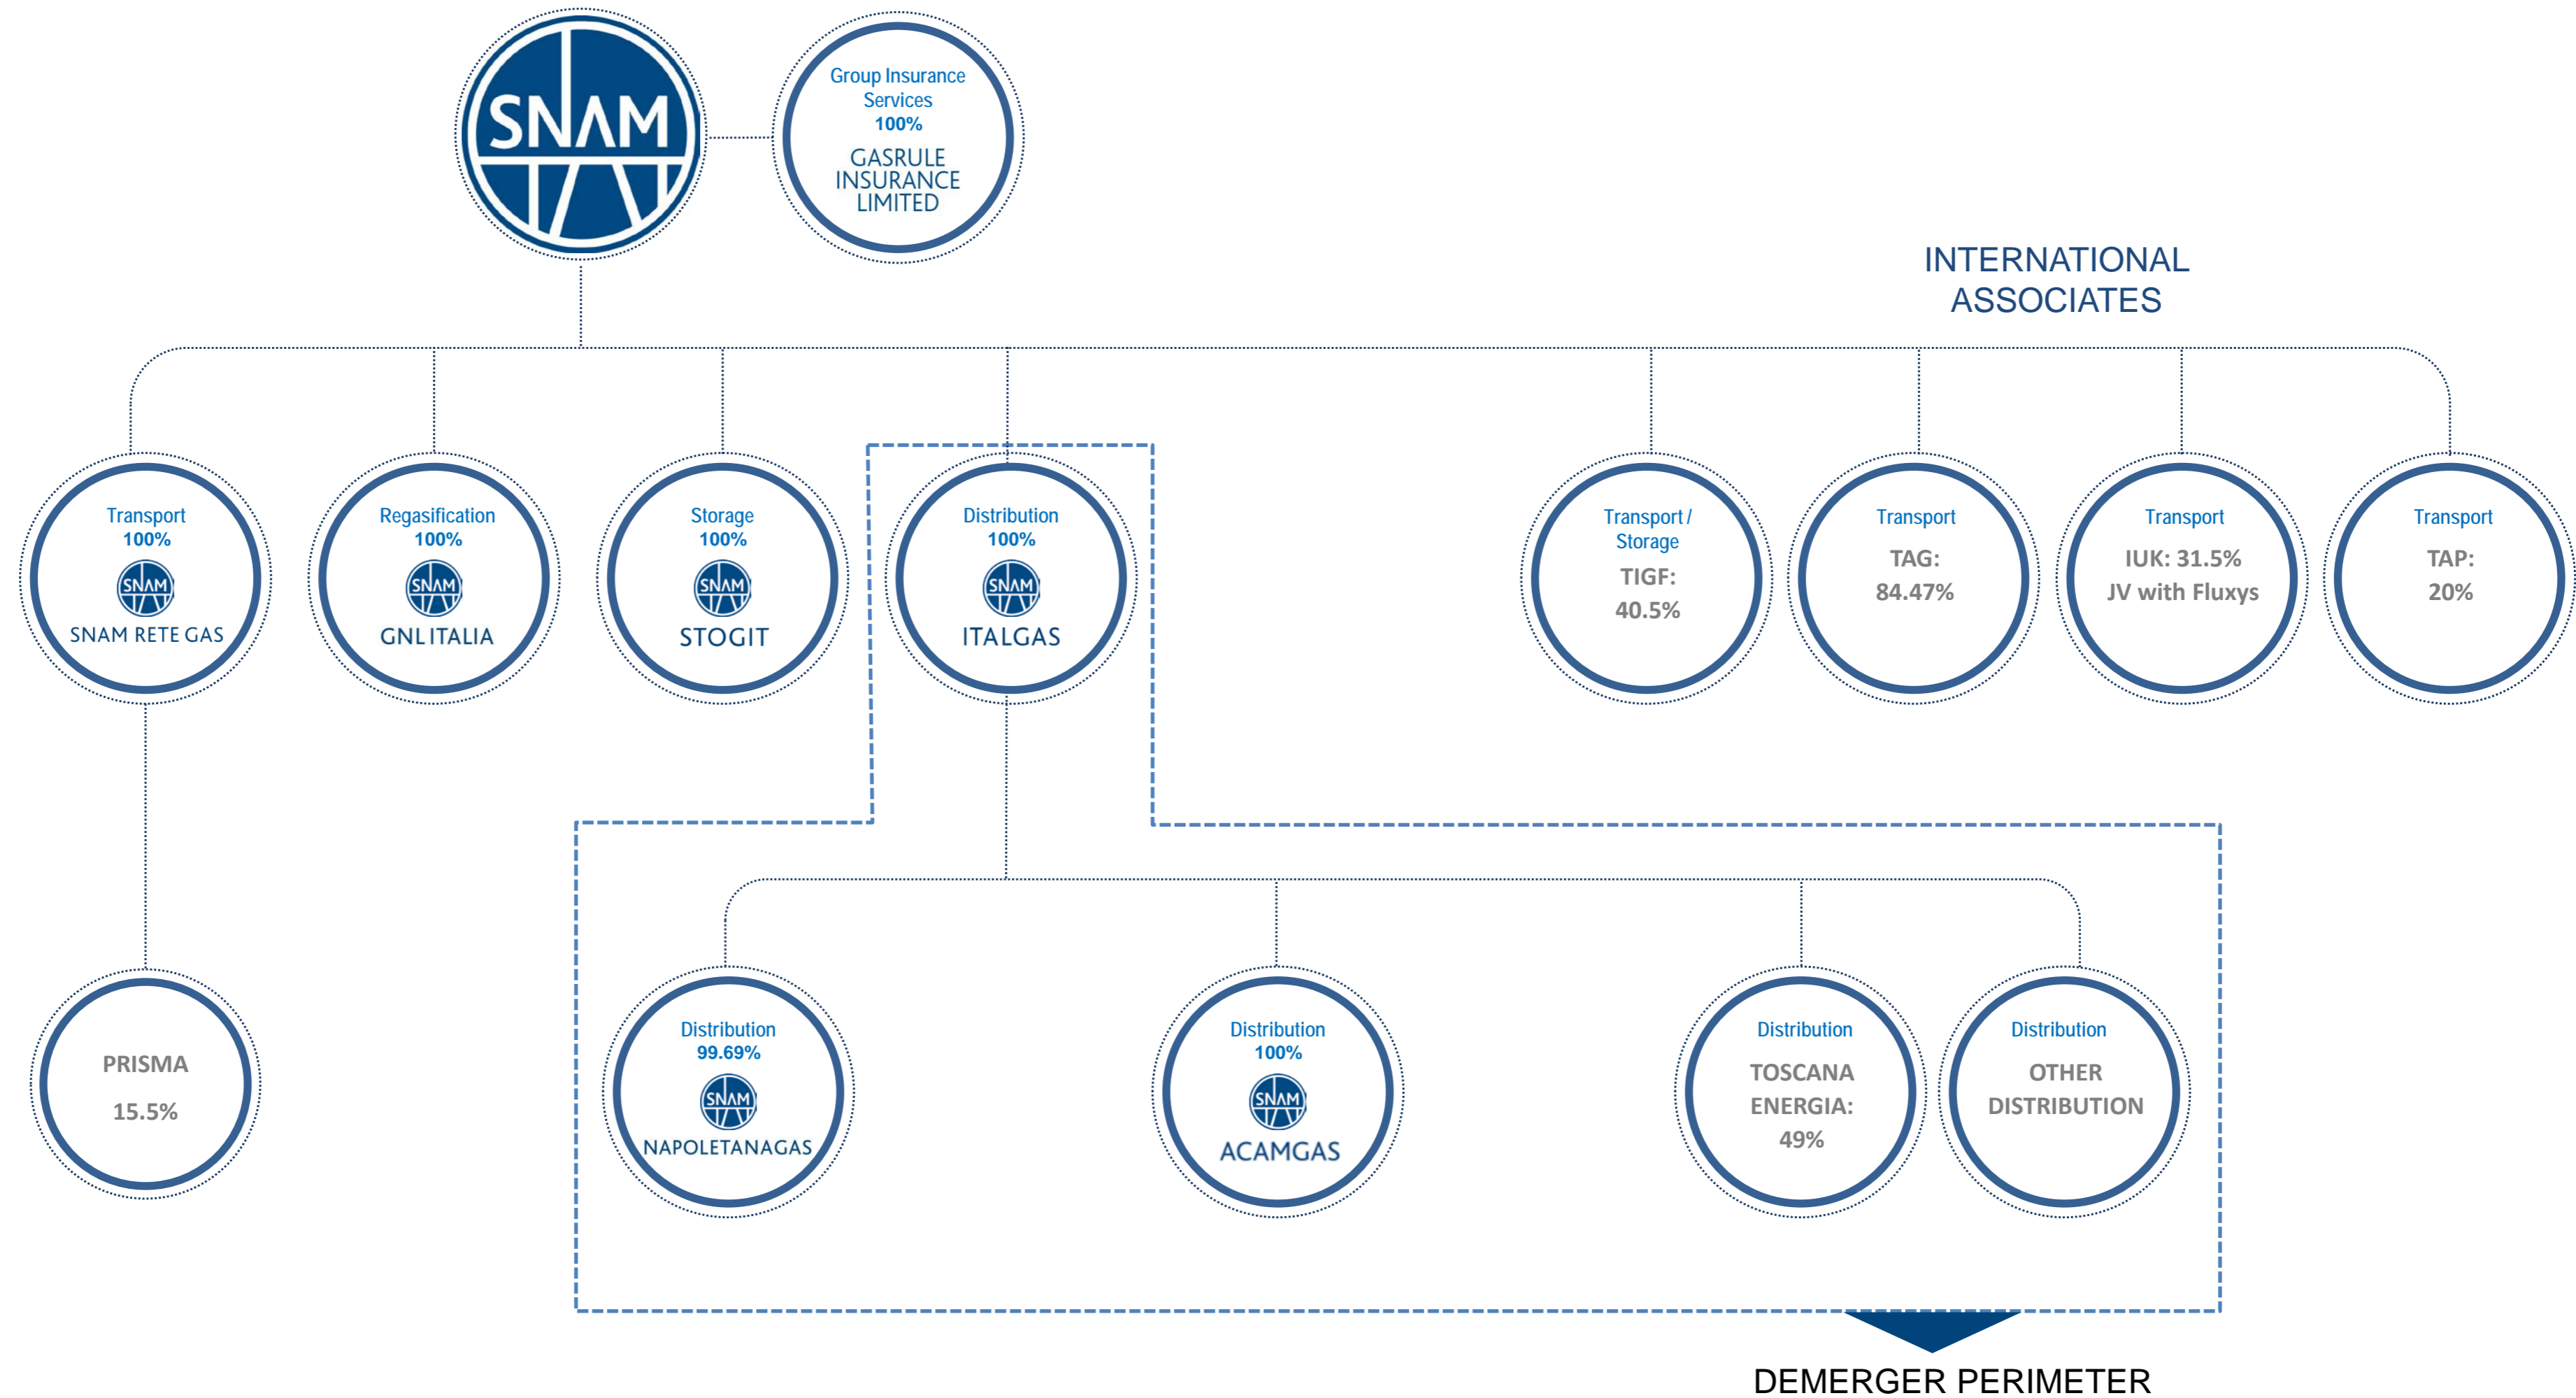 SNAM
Group Insurance
Services
100%
GASRULE
INSURANCE
LIMITED
INTERNATIONAL
ASSOCIATES
Transport
100%
SNAM
SNAM RETE GAS
Regasification
100%
SNAM
GNL ITALIA
Storage
100%
SNAM
STOGIT
Distribution
100%
SNAM
ITALGAS
Transport /
Storage
TIGF:
40.5%
Transport
TAG:
84.47%
Transport
IUK: 31.5%
JV with Fluxys
Transport
TAP:
20%
PRISMA
15.5%
Distribution
99.69%
SNAM
NAPOLETANAGAS
Distribution
100%
SNAM
ACAMGAS
Distribution
TOSCANA
ENERGIA:
49%
Distribution
OTHER
DISTRIBUTION
DEMERGER PERIMETER